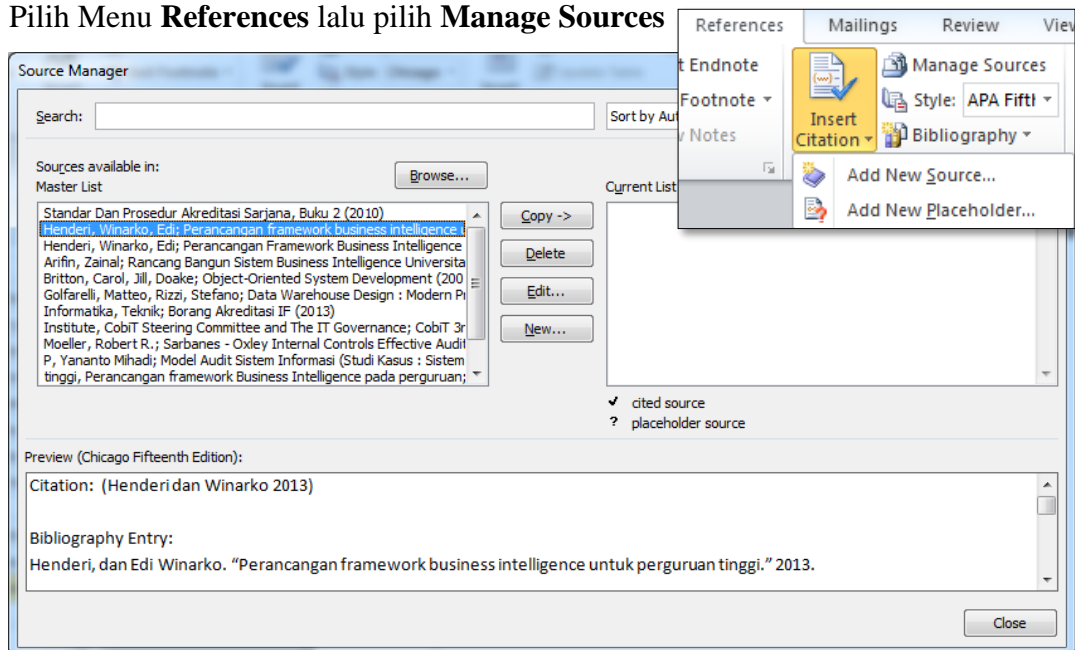 Pilih Menu References lalu pilih Manage Sources
References Mailings Review View
t Endnote
Footnote
Notes
Insert
Citation
Manage Sources
Style: APA Fifth
Bibliography
Add New Source...
Add New Placeholder...
Source Manager
Search:
Sort by Aut
Sources available in:
Master List
Browse...
Current List
Standar Dan Prosedur Akreditasi Sarjana, Buku 2 (2010)
Henderi, Winarko, Edi; Perancangan framework business intelligence
Henderi, Winarko, Edi; Perancangan Framework Business Intelligence
Arifin, Zainal; Rancang Bangun Sistem Business Intelligence Universita
Britton, Carol, Jill, Doake; Object-Oriented System Development (200
Golfarelli, Matteo, Rizzi, Stefano; Data Warehouse Design : Modern Pr
Informatika, Teknik; Borang Akreditasi IF (2013)
Institute, CobiT Steering Committee and The IT Governance; CobiT 3r
Moeller, Robert R.; Sarbanes - Oxley Internal Controls Effective Audit
P, Yananto Mihadi; Model Audit Sistem Informasi (Studi Kasus : Sistem
tinggi, Perancangan framework Business Intelligence pada perguruan;
Copy ->
Delete
Edit...
New...
cited source
? placeholder source
Preview (Chicago Fifteenth Edition):
Citation: (Henderi dan Winarko 2013)
Bibliography Entry:
Henderi, dan Edi Winarko. “Perancangan framework business intelligence untuk perguruan tinggi.” 2013.
Close